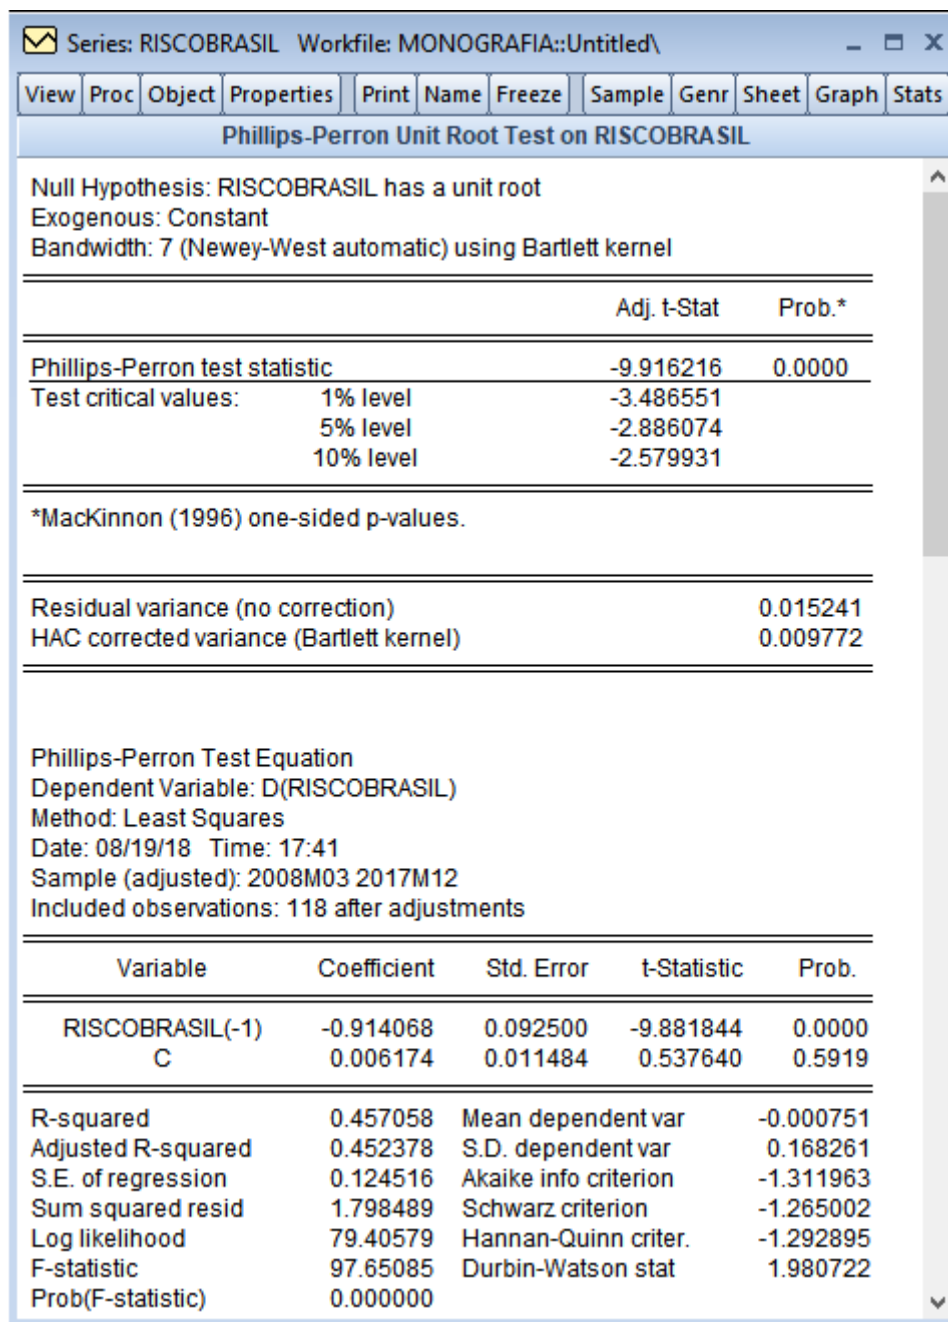 Series: RISCOBRASIL Workfile: MONOGRAFIA::Untitled\
View Proc Object Properties Print Name Freeze Sample Genr Sheet Graph Stats
Phillips-Perron Unit Root Test on RISCOBRASIL
Null Hypothesis: RISCOBRASIL has a unit root
Exogenous: Constant
Bandwidth: 7 (Newey-West automatic) using Bartlett kernel
Adj. t-Stat Prob.*
Phillips-Perron test statistic -9.916216 0.0000
Test critical values: 1% level -3.486551
5% level -2.886074
10% level -2.579931
*MacKinnon (1996) one-sided p-values.
Residual variance (no correction) 0.015241
HAC corrected variance (Bartlett kernel) 0.009772
Phillips-Perron Test Equation
Dependent Variable: D(RISCOBRASIL)
Method: Least Squares
Date: 08/19/18 Time: 17:41
Sample (adjusted): 2008M03 2017M12
Included observations: 118 after adjustments
Variable Coefficient Std. Error t-Statistic Prob.
RISCOBRASIL(-1) -0.914068 0.092500 -9.881844 0.0000
C 0.006174 0.011484 0.537640 0.5919
R-squared 0.457058 Mean dependent var -0.000751
Adjusted R-squared 0.452378 S.D. dependent var 0.168261
S.E. of regression 0.124516 Akaike info criterion -1.311963
Sum squared resid 1.798489 Schwarz criterion -1.265002
Log likelihood 79.40579 Hannan-Quinn criter. -1.292895
F-statistic 97.65085 Durbin-Watson stat 1.980722
Prob(F-statistic) 0.000000